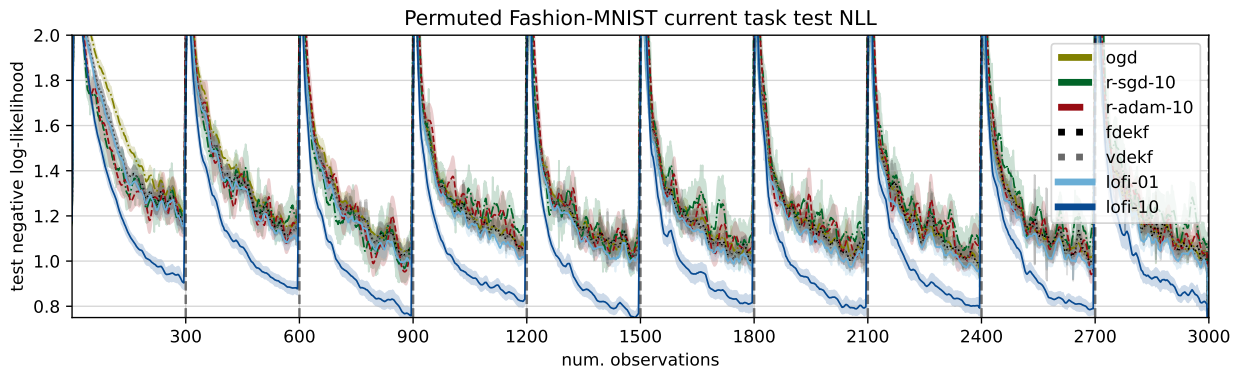 Permuted Fashion-MNIST current task test NLL
test negative log-likelihood
2.0
1.8
1.6
1.4
1.2
1.0
0.8
ogd
r-sgd-10
r-adam-10
fdekf
vdekf
lofi-01
lofi-10
300 600 900 1200 1500 1800 2100 2400 2700 3000
num. observations